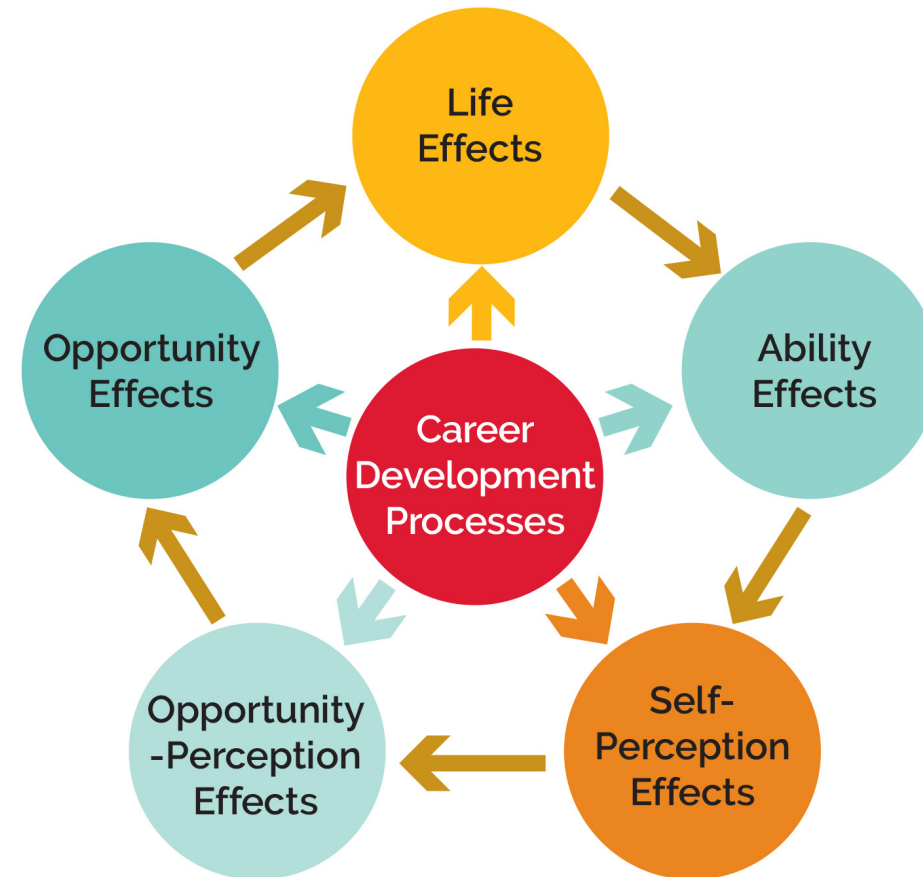 Life
Effects
Ability
Effects
Self-
Perception
Effects
Opportunity
-Perception
Effects
Opportunity
Effects
Career
Development
Processes